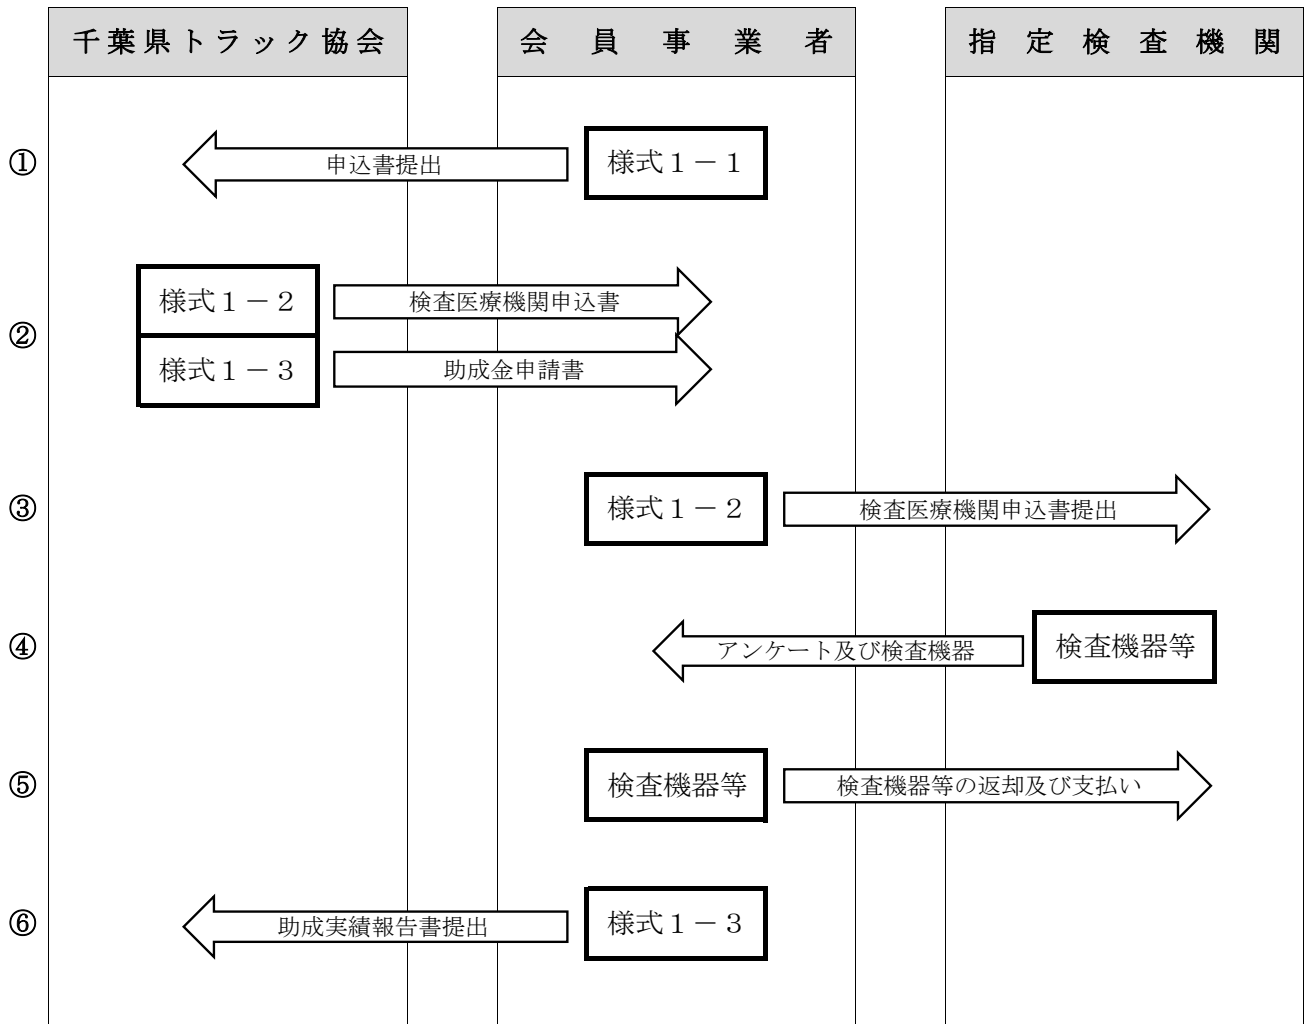 千葉県トラック協会
会員事業者
指定検査機関
①
申込書提出
様式１－１
②
様式１－２
検査医療機関申込書
様式１－３
助成金申請書
③
様式１－２
検査医療機関申込書提出
④
アンケート及び検査機器
検査機器等
⑤
検査機器等
検査機器等の返却及び支払い
⑥
助成実績報告書提出
様式１－３